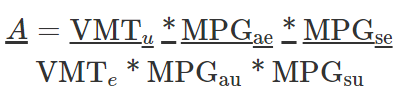 A = VMTu * MPGae * MPGse
VMTe * MPGau * MPGsu